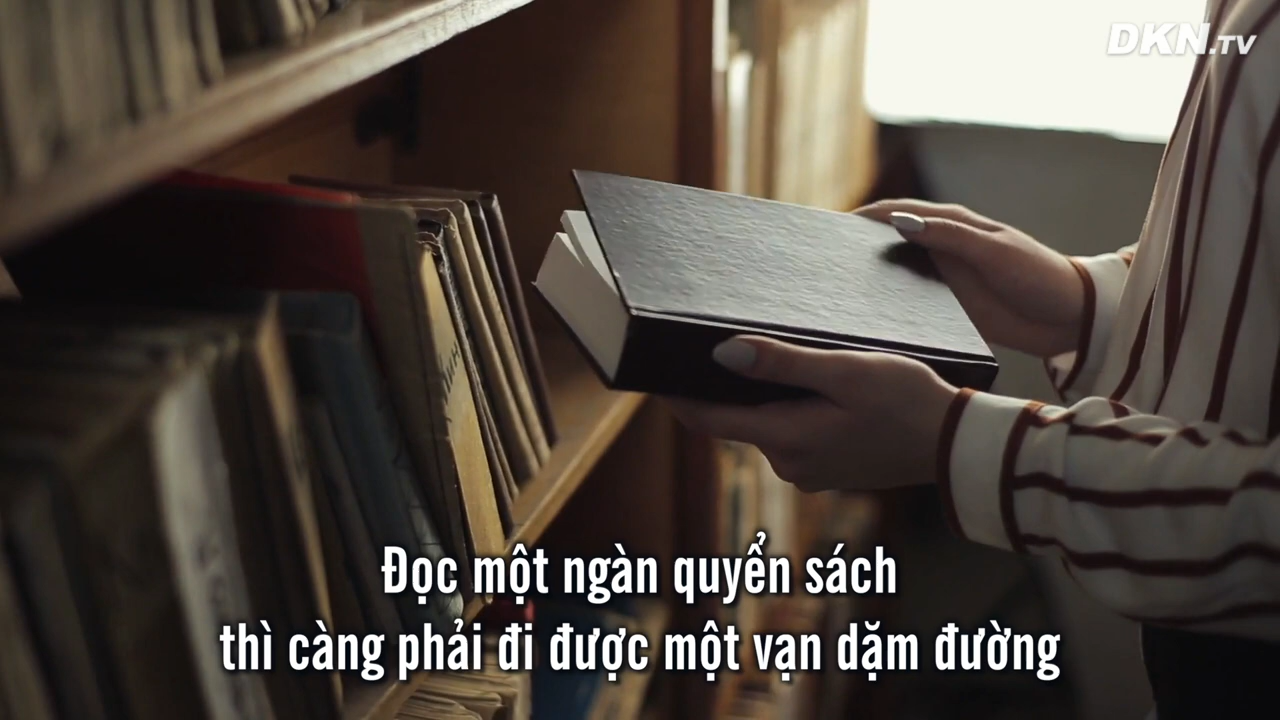 DKN.TV
Đọc một ngàn quyển sách
thì càng phải đi được một vạn dặm đường